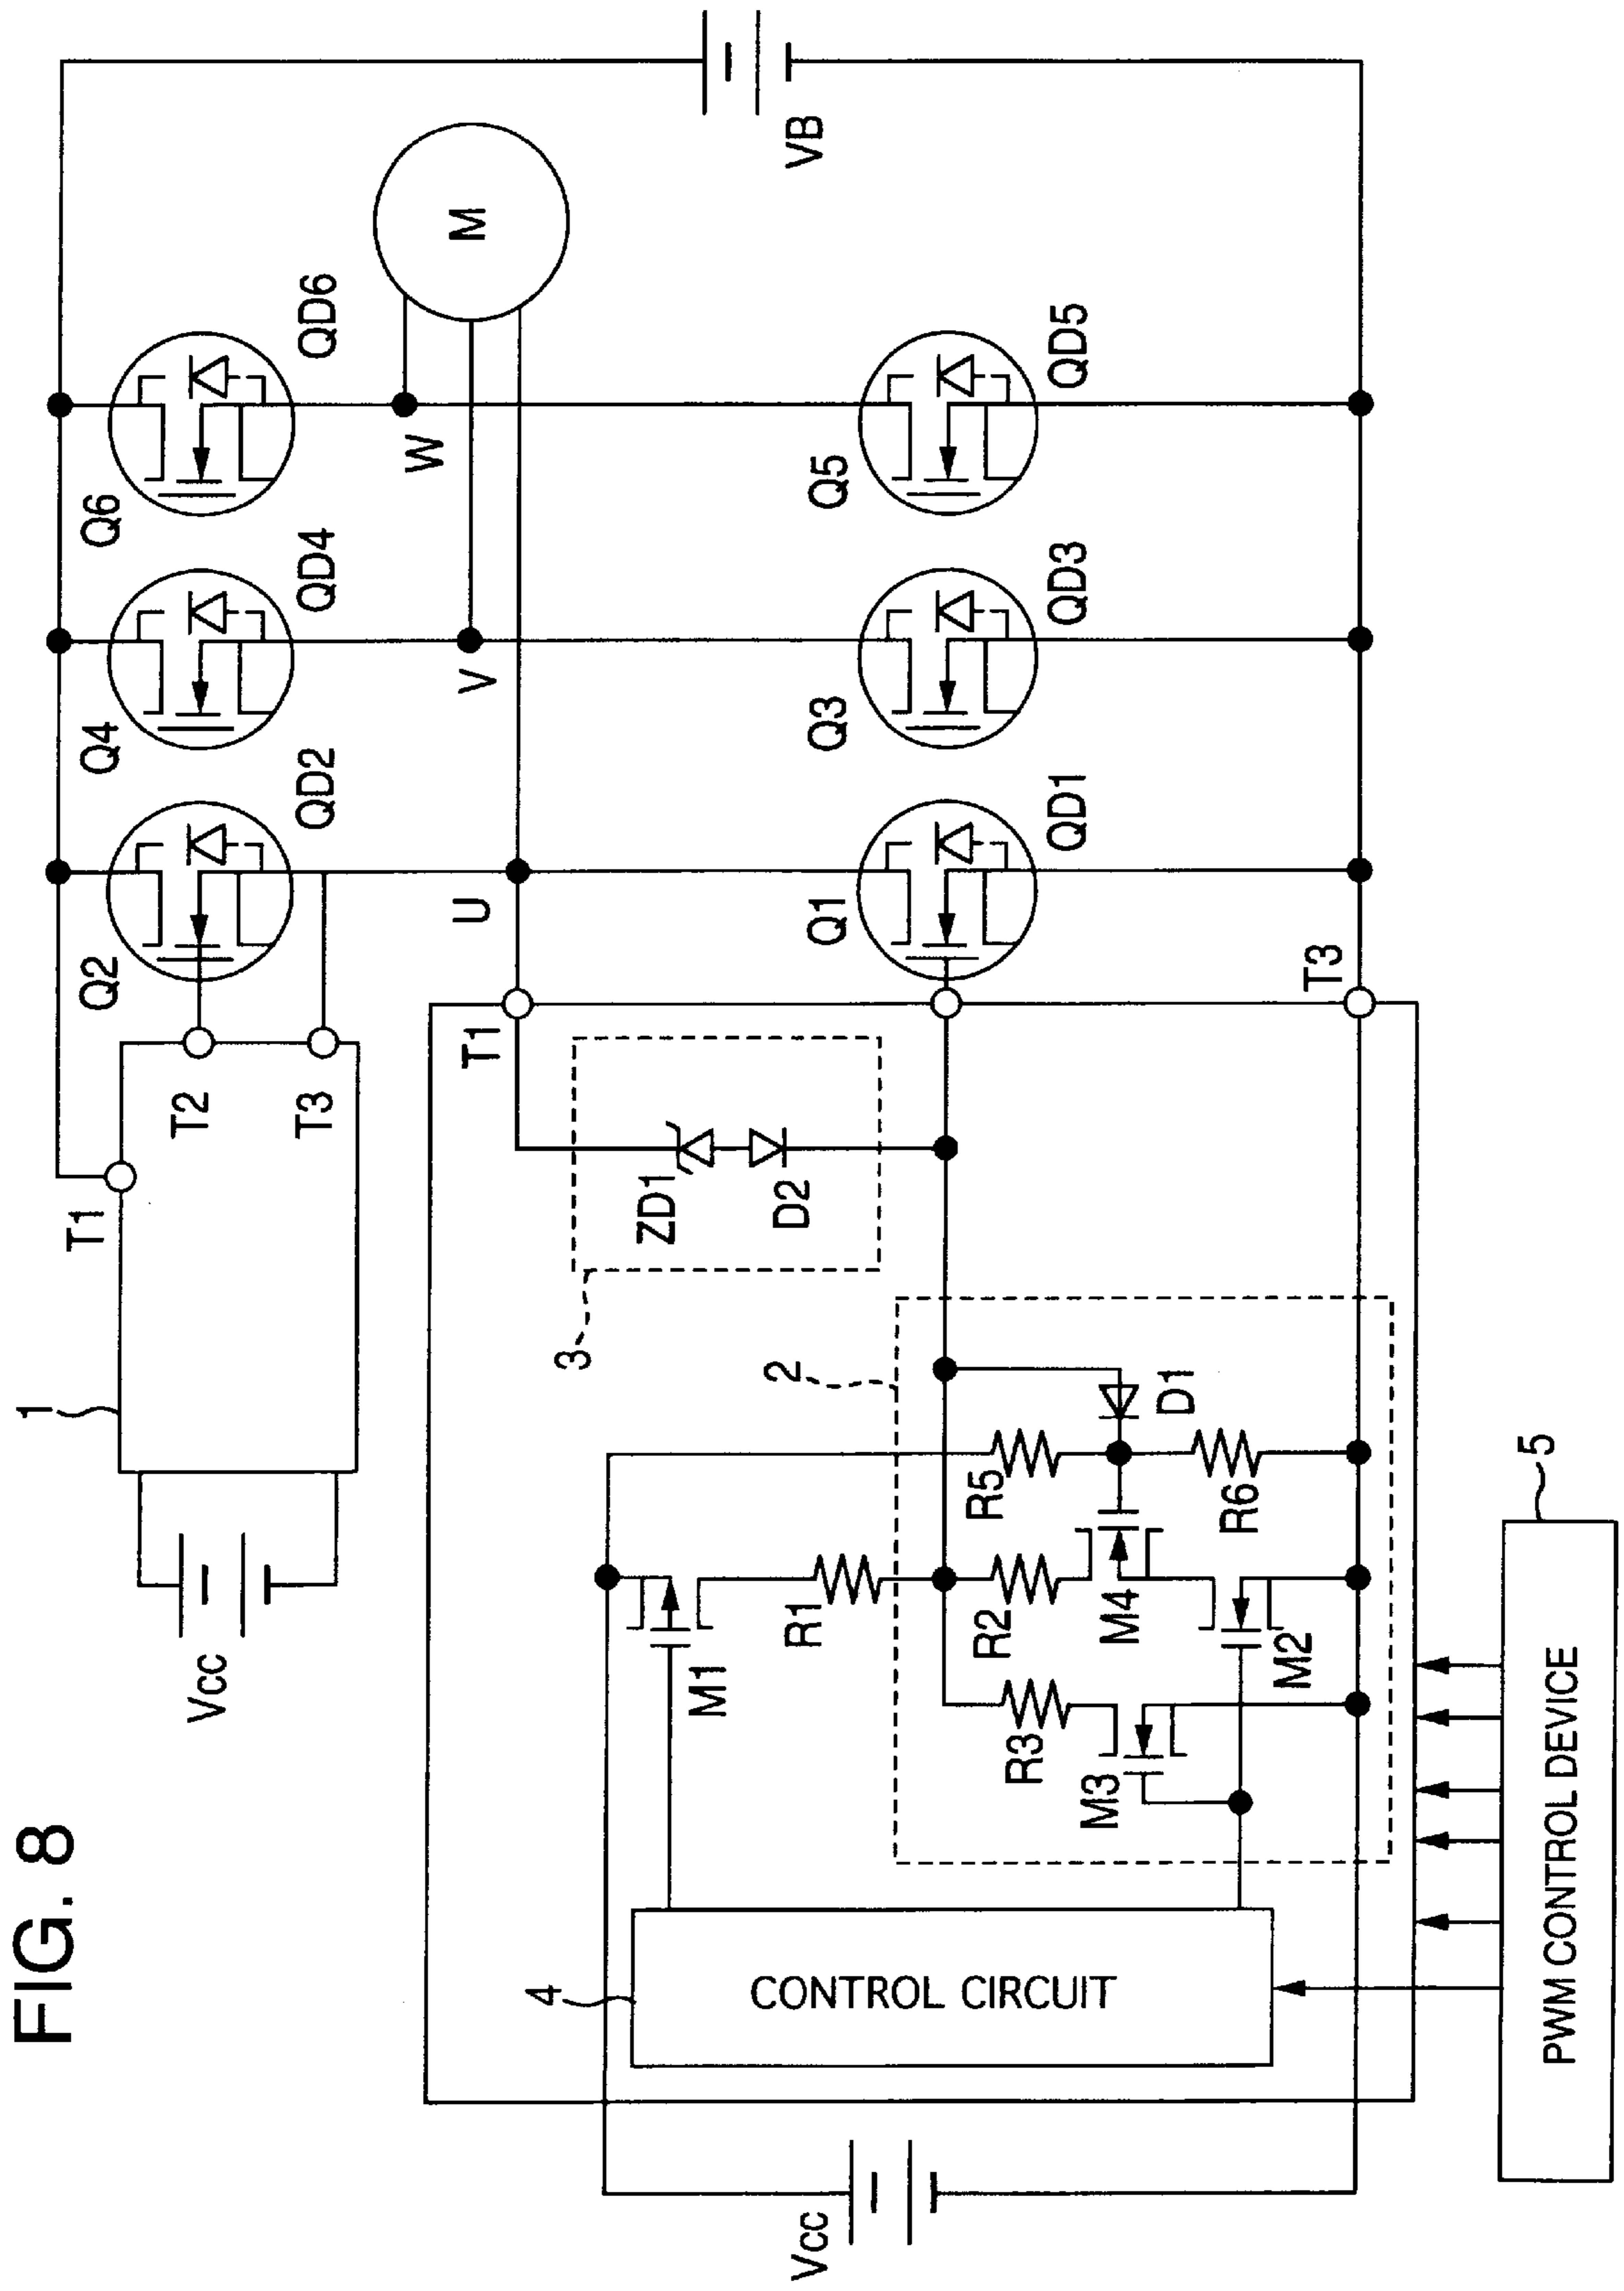 FIG. 8
1
Vcc
T1
T2
T3
Q2
QD2
Q4
QD4
Q6
QD6
U
V
W
M
VB
T1
ZD1
D2
3
Q1
QD1
Q3
QD3
Q5
QD5
T3
2
D1
R5
R6
R1
R2
R3
M1
M4
M2
M3
4
CONTROL CIRCUIT
Vcc
PWM CONTROL DEVICE
5